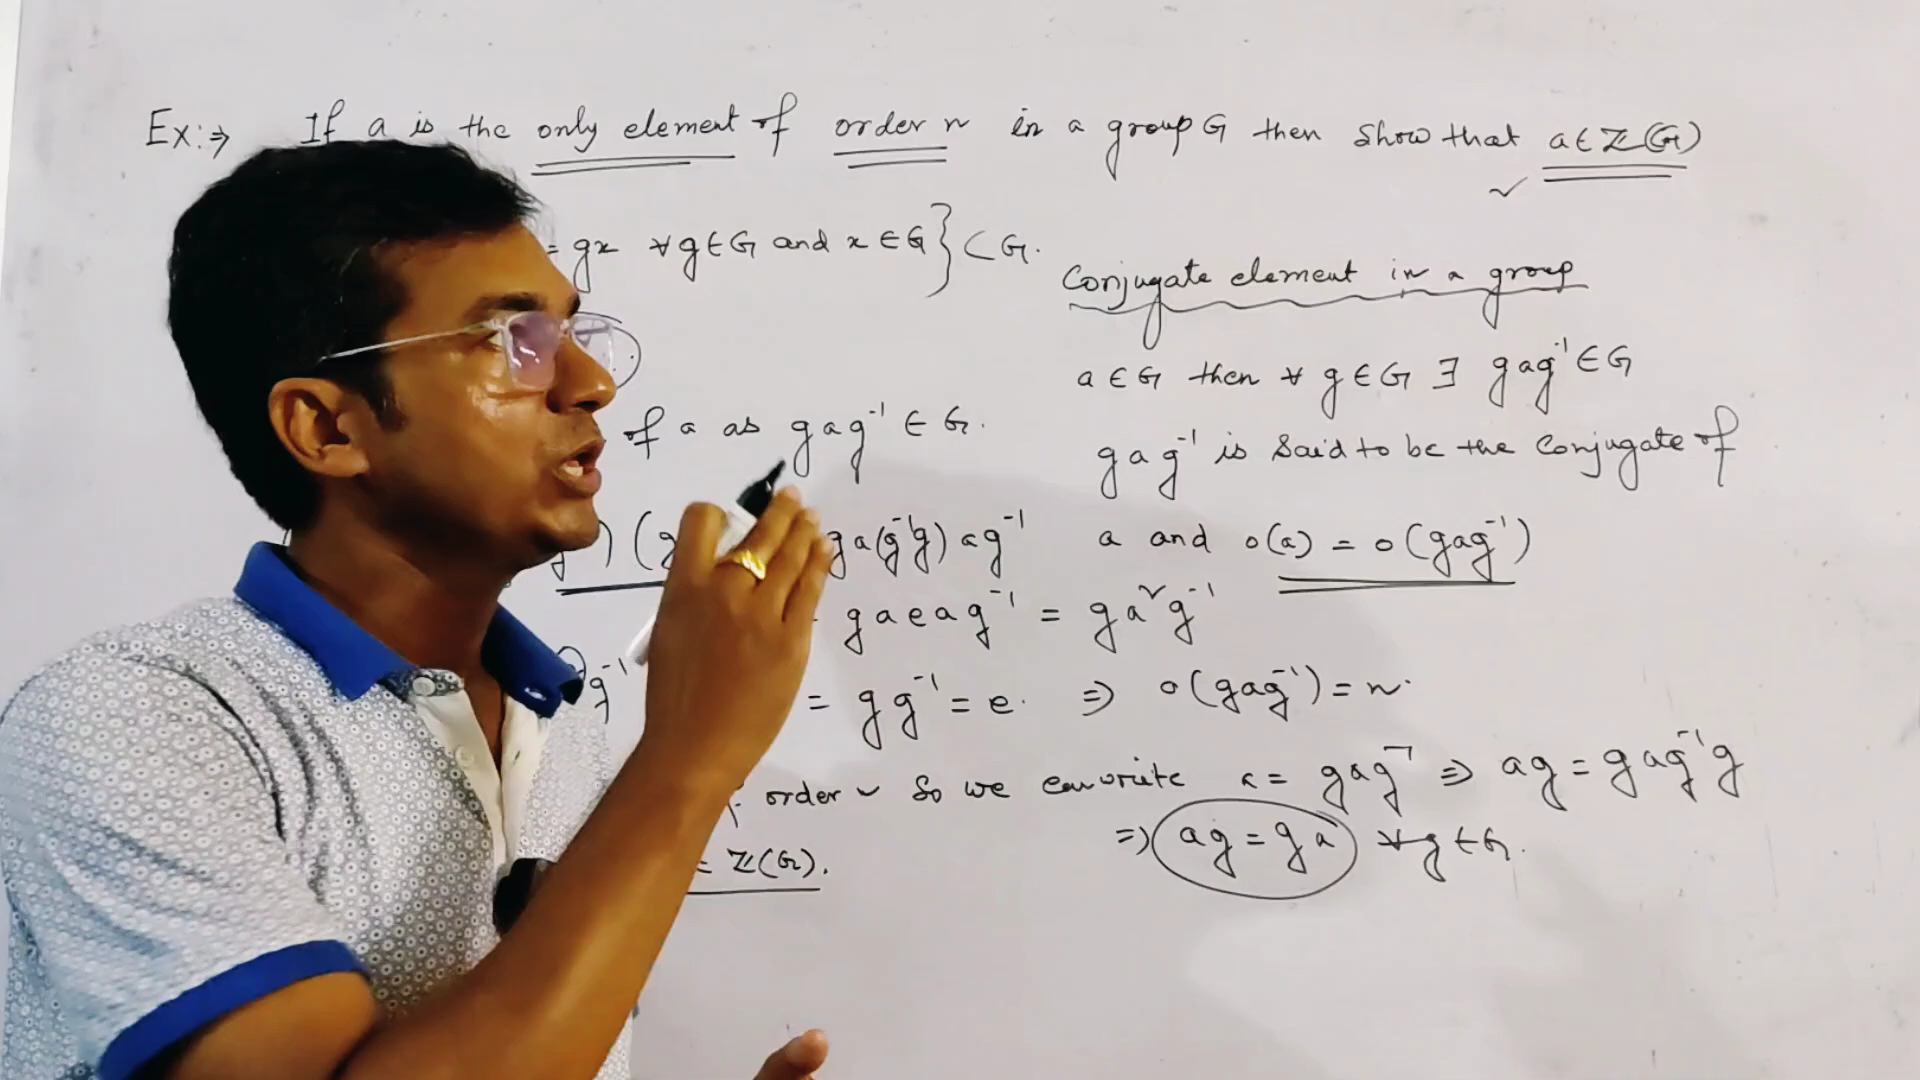 Ex:⇒ If a is the only element of order n in a group G then show that a∈Z(G)
= gx ∀g∈G and x∈G} ⊂ G.
Conjugate element in a group
a∈G then ∀ g∈G ∃ gag⁻¹∈G
of a as gag⁻¹ ∈ G.
gag⁻¹ is said to be the conjugate of
a and o(a) = o(gag⁻¹)
ga(g⁻¹g)ag⁻¹
gaeag⁻¹ = ga²g⁻¹
g⁻¹ = gg⁻¹ = e. ⇒ o(gag⁻¹) = n.
order n So we can write a = gag⁻¹ ⇒ ag = gag⁻¹g
⇒ ag = ga ∀g∈G.
Z(G).